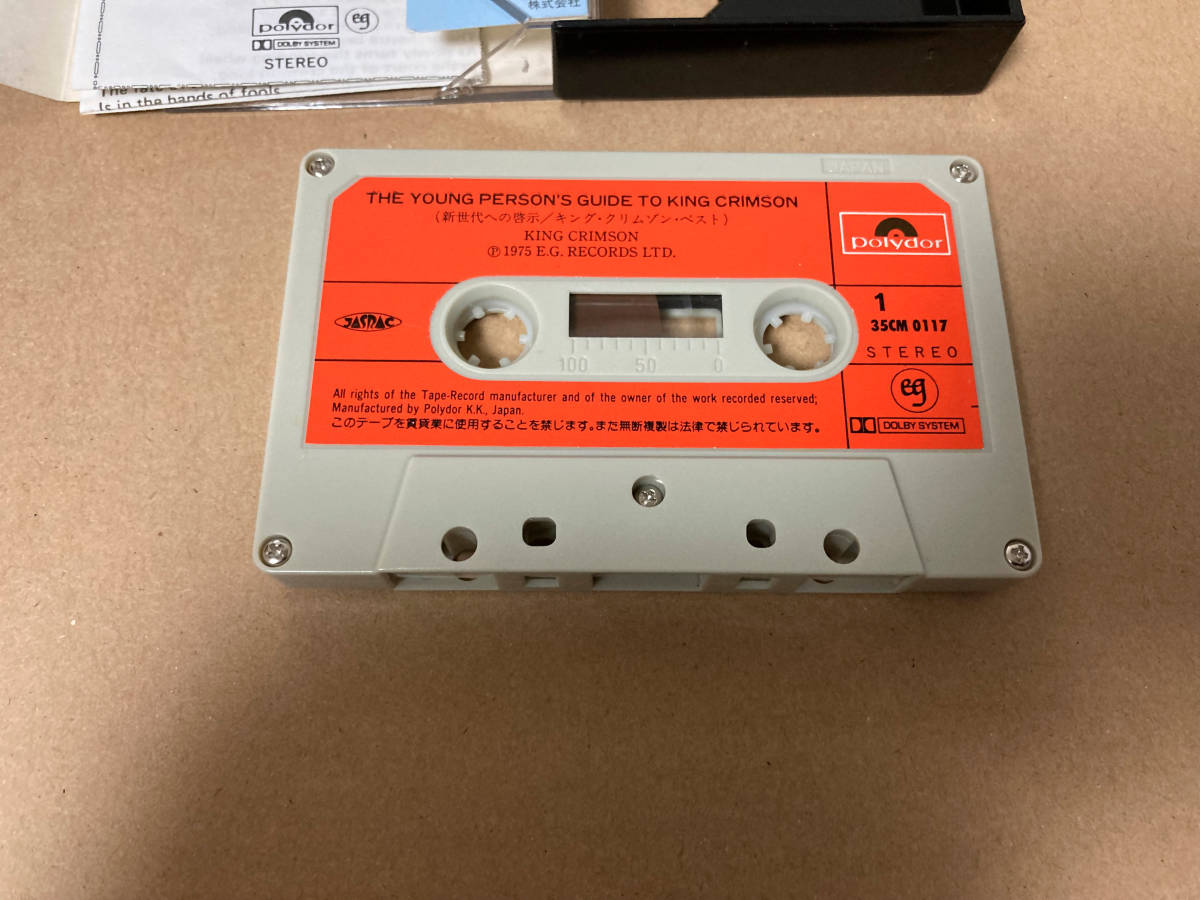 polydor
eg
DOLBY SYSTEM
STEREO
株式会社
Is in the hands of fools
JAPAN
THE YOUNG PERSON'S GUIDE TO KING CRIMSON
(新世代への啓示/キング・クリムゾン・ベスト)
KING CRIMSON
Ⓟ 1975 E.G. RECORDS LTD.
polydor
JASRAC
1
35CM 0117
STEREO
100 50 0
eg
DOLBY SYSTEM
All rights of the Tape-Record manufacturer and of the owner of the work recorded reserved;
Manufactured by Polydor K.K., Japan.
このテープを賃貸業に使用することを禁じます。また無断複製は法律で禁じられています。